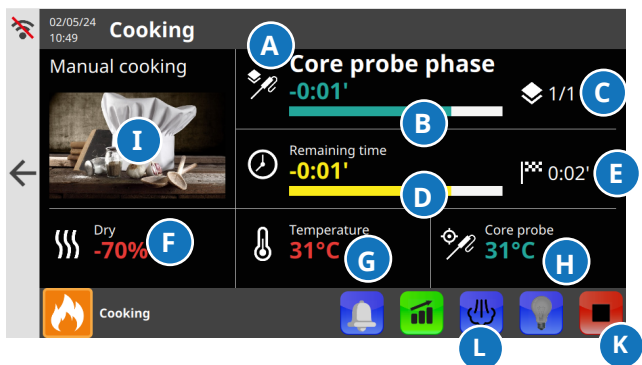 02/05/24
10:49
Cooking
Manual cooking
A
Core probe phase
-0:01'
1/1
C
B
I
Remaining time
-0:01'
0:02'
E
D
Dry
-70%
F
Temperature
31°C
G
Core probe
31°C
H
Cooking
L
K